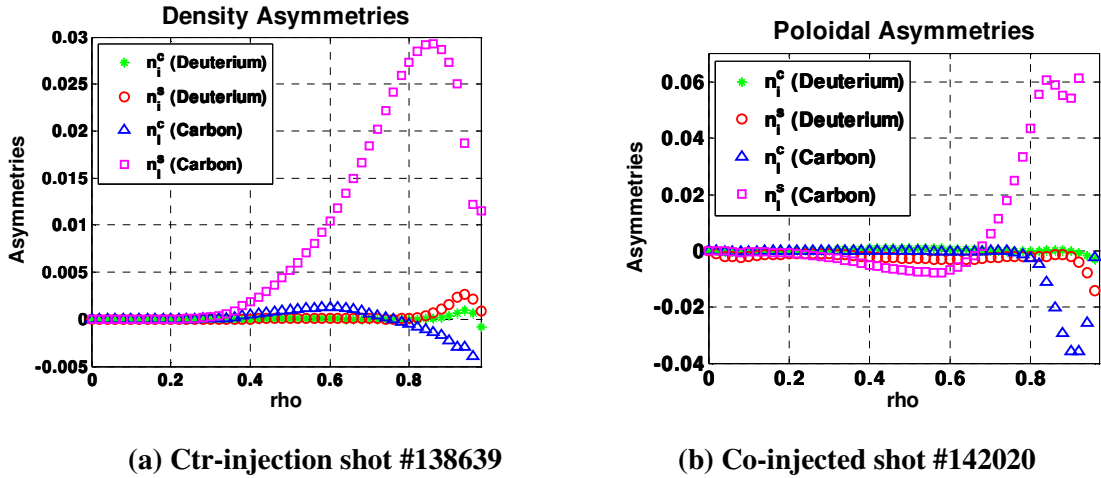 Density Asymmetries
Asymmetries
0.03
0.025
0.02
0.015
0.01
0.005
0
-0.005
n_i^c (Deuterium)
n_i^s (Deuterium)
n_i^c (Carbon)
n_i^s (Carbon)
0 0.2 0.4 0.6 0.8 1
rho
(a) Ctr-injection shot #138639
Poloidal Asymmetries
Asymmetries
0.06
0.04
0.02
0
-0.02
-0.04
n_i^c (Deuterium)
n_i^s (Deuterium)
n_i^c (Carbon)
n_i^s (Carbon)
0 0.2 0.4 0.6 0.8
rho
(b) Co-injected shot #142020